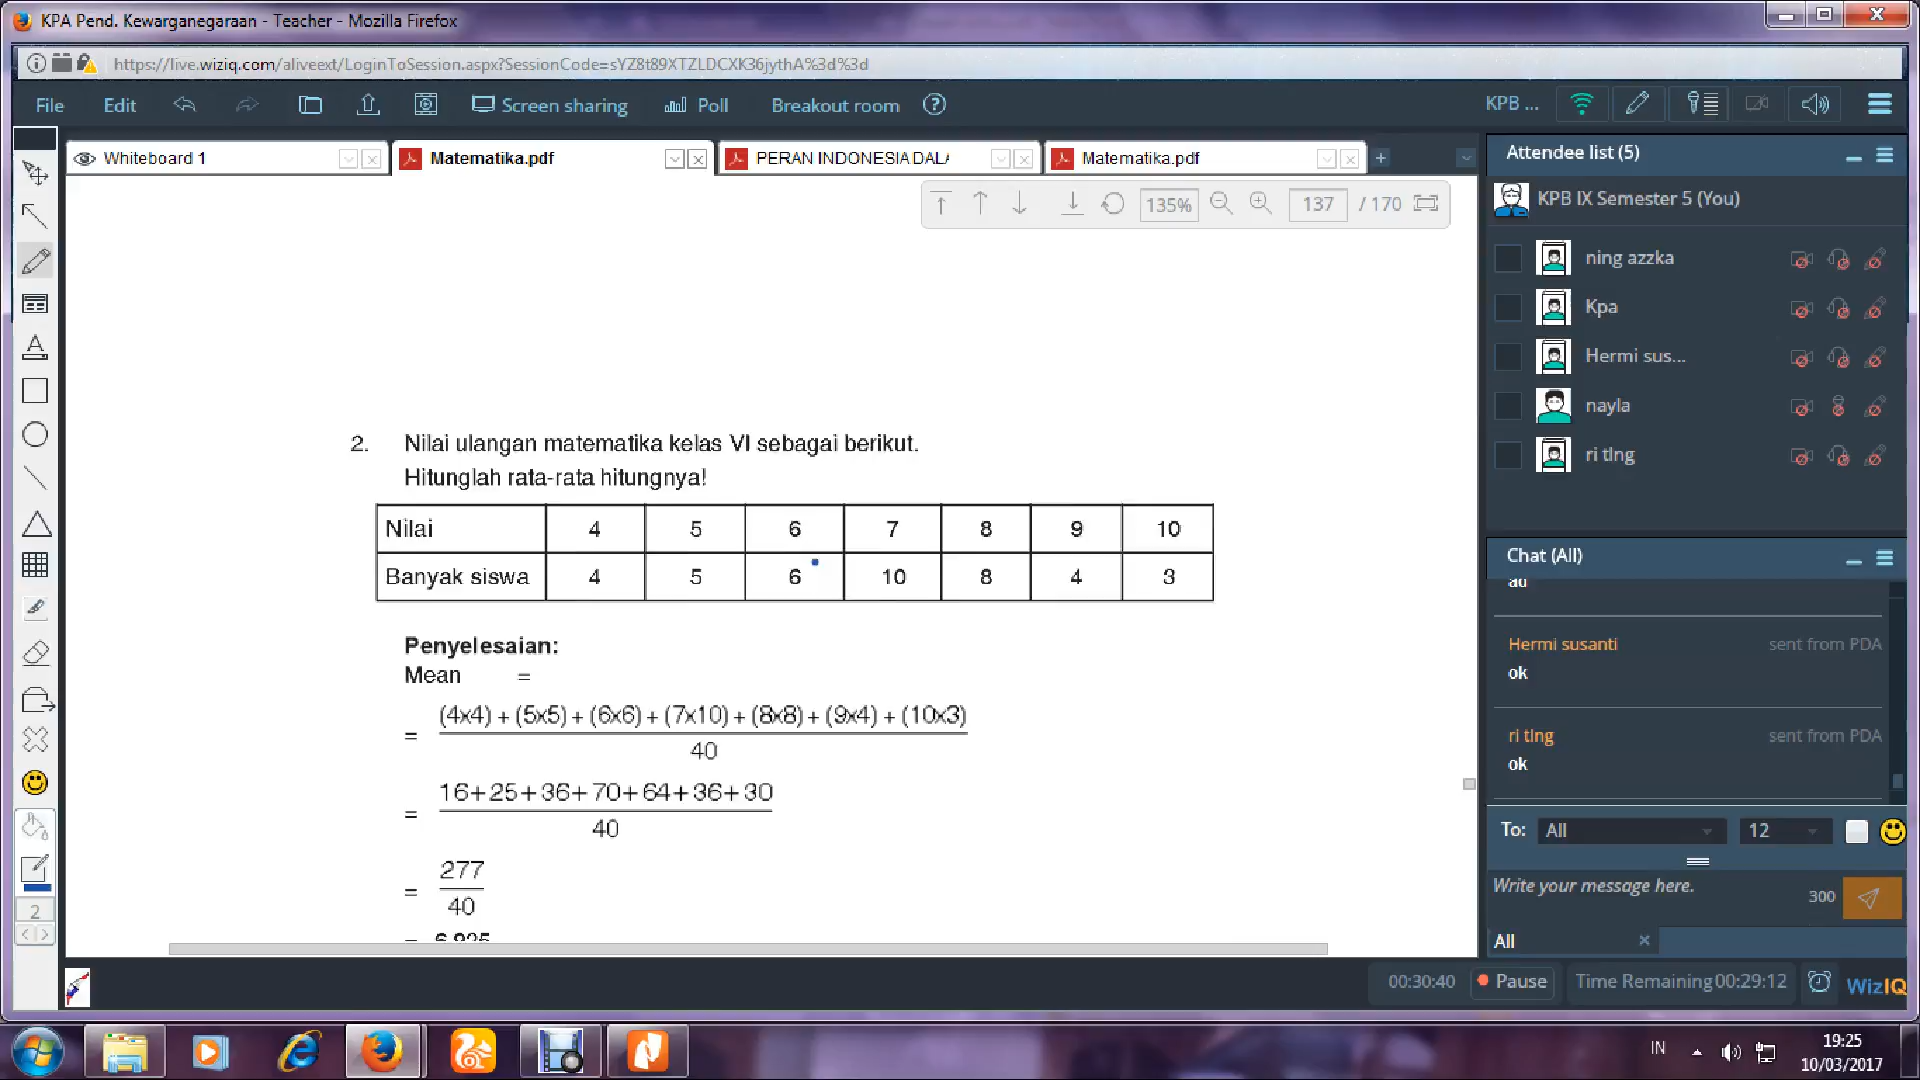 KPA Pend. Kewarganegaraan - Teacher - Mozilla Firefox
https://live.wiziq.com/aliveext/LoginToSession.aspx?SessionCode=sYZ8t89XTZLDCXK36jythA%3d%3d
File Edit Screen sharing Poll Breakout room KPB ...
Whiteboard 1 Matematika.pdf PERAN INDONESIA DALA Matematika.pdf
135% 137 / 170
2. Nilai ulangan matematika kelas VI sebagai berikut.
Hitunglah rata-rata hitungnya!
Nilai 4 5 6 7 8 9 10
Banyak siswa 4 5 6 10 8 4 3
Penyelesaian:
Mean =
= (4x4) + (5x5) + (6x6) + (7x10) + (8x8) + (9x4) + (10x3)
40
= 16+25+36+70+64+36+30
40
= 277
40
= 6,925
2
Attendee list (5)
KPB IX Semester 5 (You)
ning azzka
Kpa
Hermi sus...
nayla
ri tIng
Chat (All)
Hermi susanti sent from PDA
ok
ri tIng sent from PDA
ok
To: All 12
Write your message here. 300
All
00:30:40 Pause Time Remaining 00:29:12 WizIQ
IN 19:25
10/03/2017